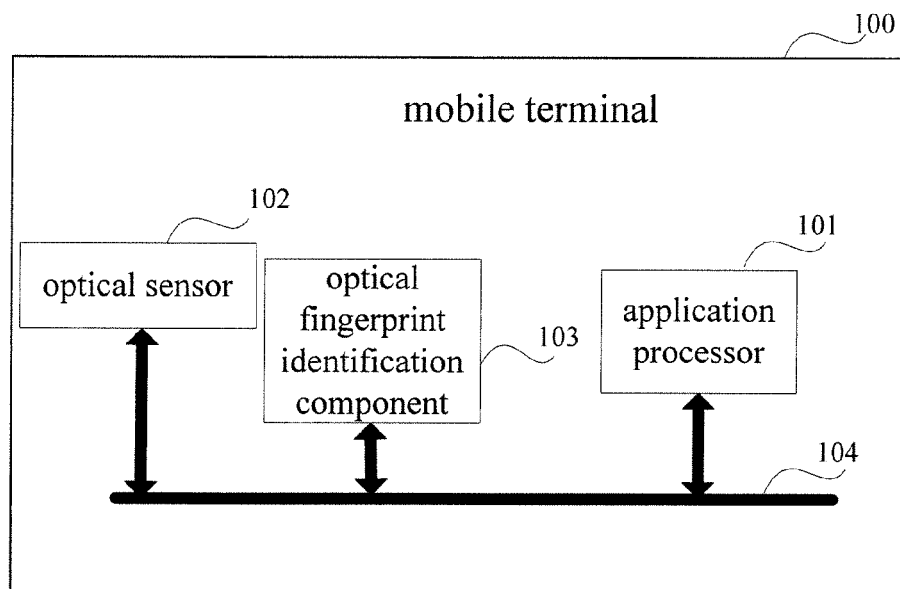 100
mobile terminal
102
optical sensor
optical
fingerprint
identification
component
103
101
application
processor
104